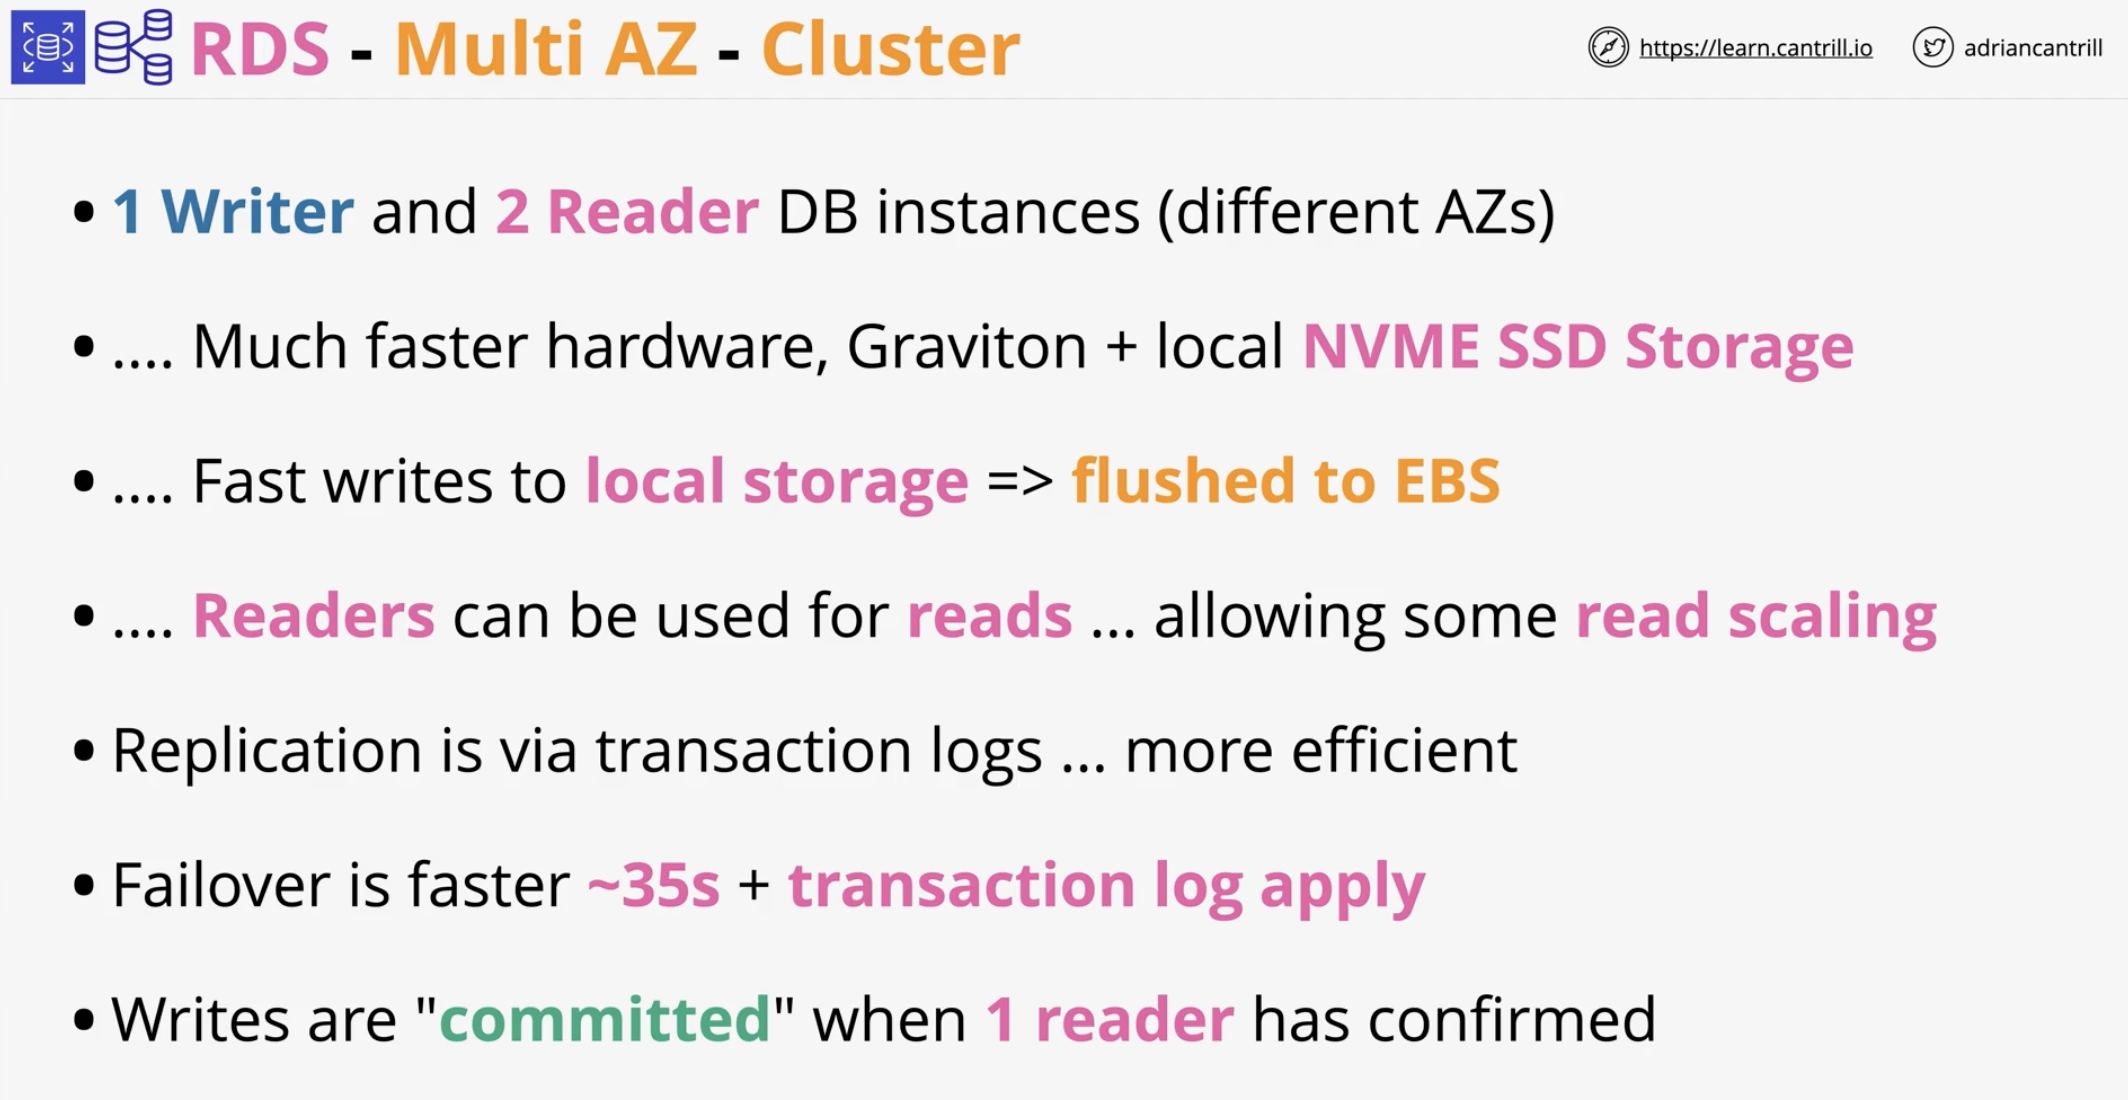 RDS - Multi AZ - Cluster
https://learn.cantrill.io
adriancantrill
• 1 Writer and 2 Reader DB instances (different AZs)
• .... Much faster hardware, Graviton + local NVME SSD Storage
• .... Fast writes to local storage => flushed to EBS
• .... Readers can be used for reads ... allowing some read scaling
• Replication is via transaction logs ... more efficient
• Failover is faster ~35s + transaction log apply
• Writes are "committed" when 1 reader has confirmed